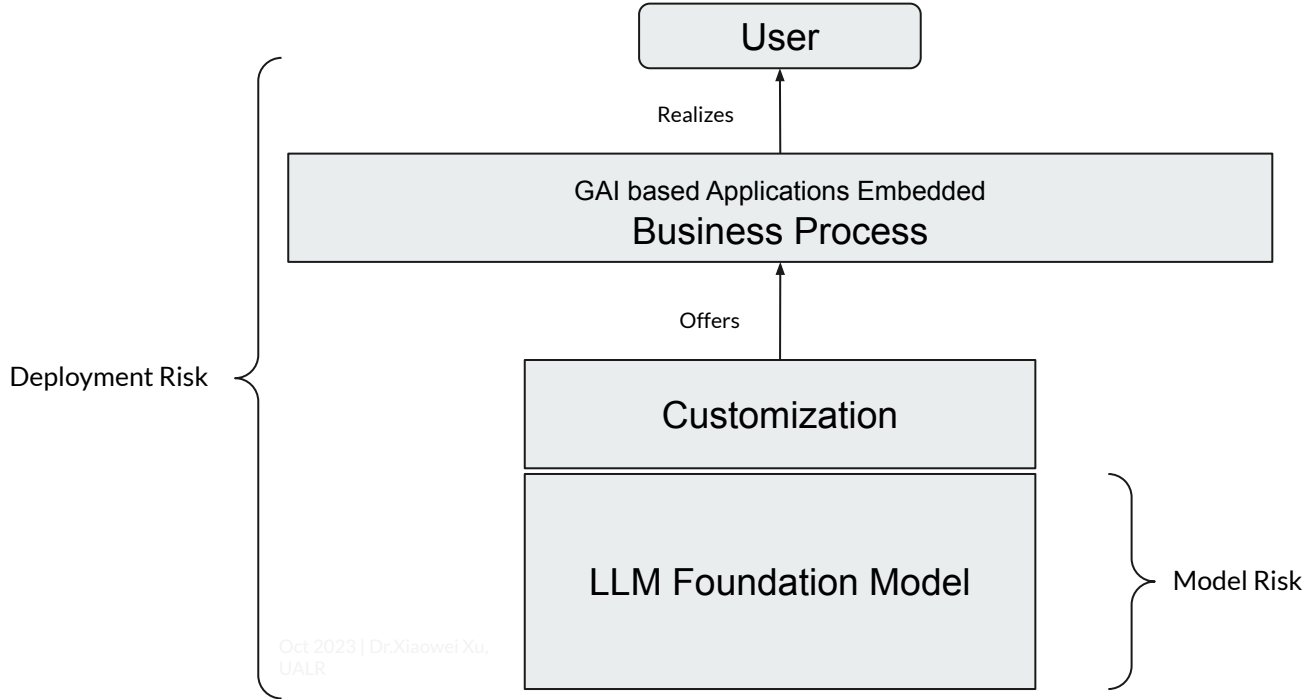 User
Realizes
GAI based Applications Embedded
Business Process
Offers
Deployment Risk
Customization
LLM Foundation Model
Model Risk
Oct 2023 | Dr.Xiaowei Xu,
UALR